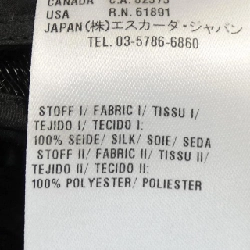 CANADA C.A. 02375
USA R.N. 61891
JAPAN (株)エスカーダ・ジャパン
TEL. 03-5786-6860
STOFF I/ FABRIC I/ TISSU I/
TEJIDO I/ TECIDO I:
100% SEIDE/ SILK/ SOIE/ SEDA
STOFF II/ FABRIC II/ TISSU II/
TEJIDO II/ TECIDO II:
100% POLYESTER/ POLIESTER